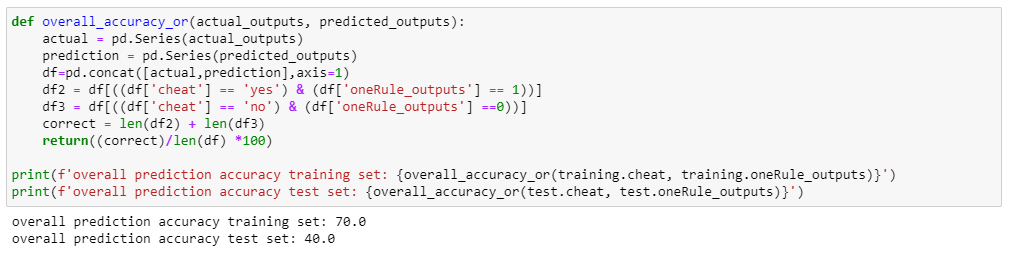 def overall_accuracy_or(actual_outputs, predicted_outputs):
    actual = pd.Series(actual_outputs)
    prediction = pd.Series(predicted_outputs)
    df=pd.concat([actual,prediction],axis=1)
    df2 = df[((df['cheat'] == 'yes') & (df['oneRule_outputs'] == 1))]
    df3 = df[((df['cheat'] == 'no') & (df['oneRule_outputs'] ==0))]
    correct = len(df2) + len(df3)
    return((correct)/len(df) *100)

print(f'overall prediction accuracy training set: {overall_accuracy_or(training.cheat, training.oneRule_outputs)}')
print(f'overall prediction accuracy test set: {overall_accuracy_or(test.cheat, test.oneRule_outputs)}')
overall prediction accuracy training set: 70.0
overall prediction accuracy test set: 40.0